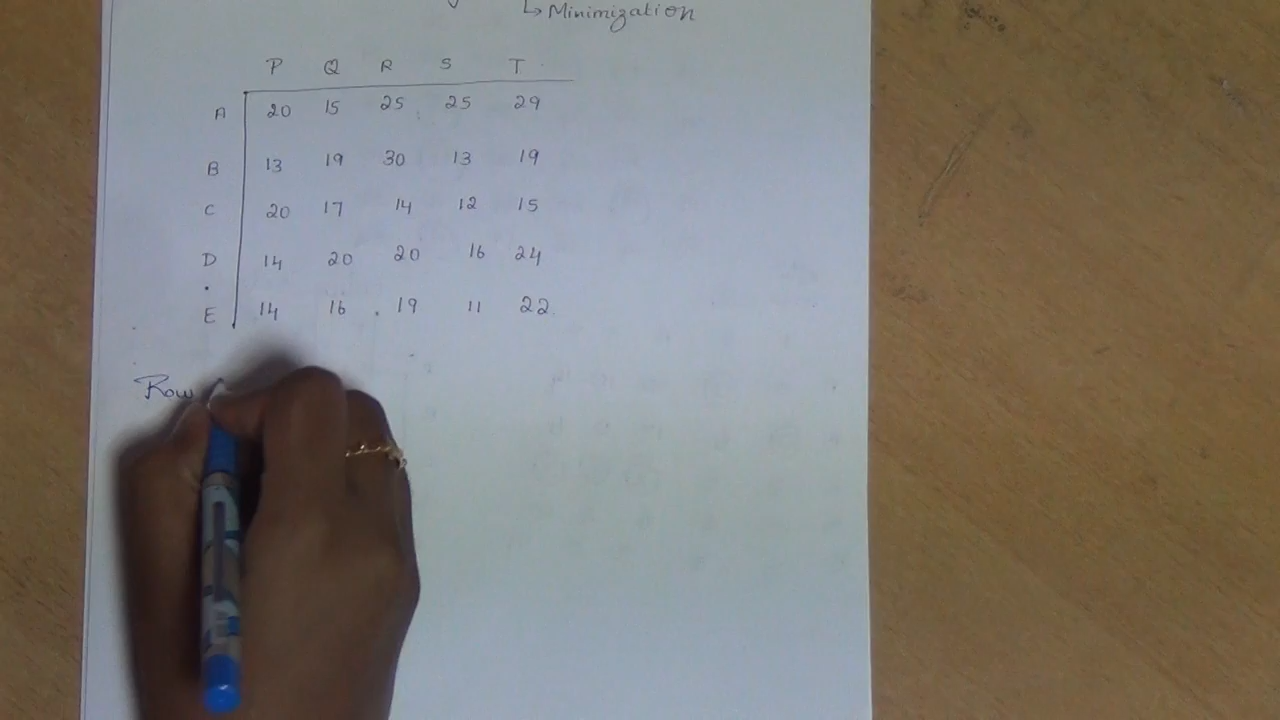 ↳ Minimization
P Q R S T
A 20 15 25 25 29
B 13 19 30 13 19
C 20 17 14 12 15
D 14 20 20 16 24
E 14 16 19 11 22
Row